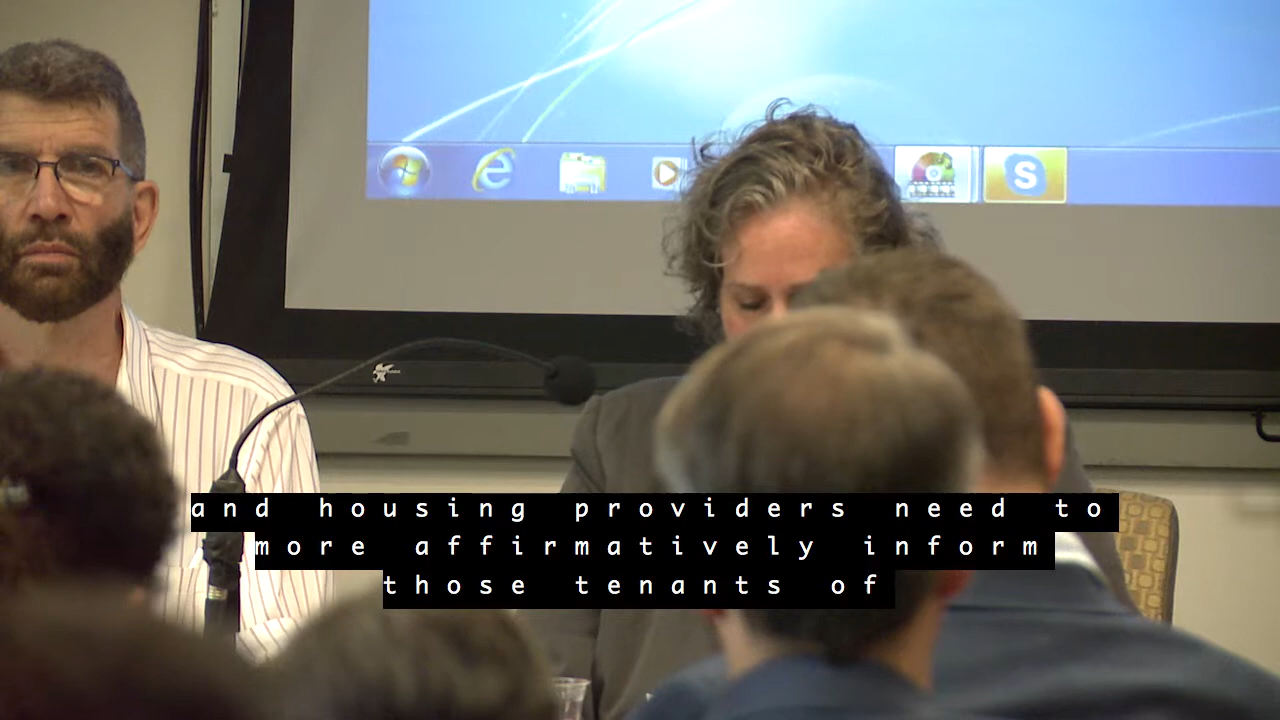 S
and housing providers need to
more affirmatively inform
those tenants of